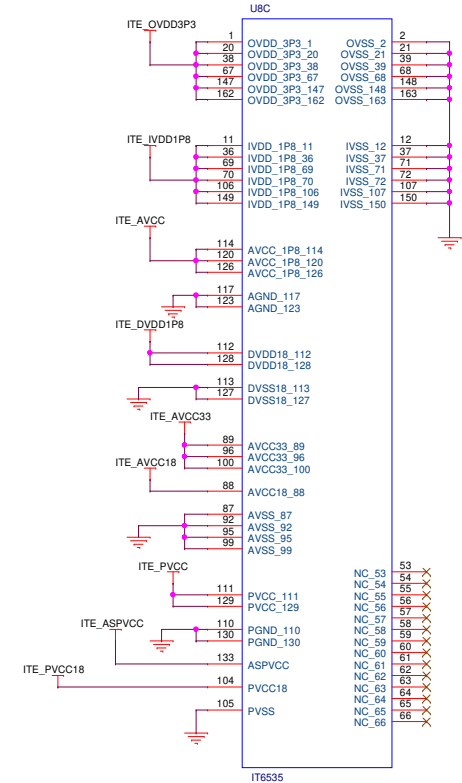 U8C
ITE_OVDD3P3
1 OVDD_3P3_1 OVSS_2 2
20 OVDD_3P3_20 OVSS_21 21
38 OVDD_3P3_38 OVSS_39 39
67 OVDD_3P3_67 OVSS_68 68
147 OVDD_3P3_147 OVSS_148 148
162 OVDD_3P3_162 OVSS_163 163
ITE_IVDD1P8
11 IVDD_1P8_11 IVSS_12 12
36 IVDD_1P8_36 IVSS_37 37
69 IVDD_1P8_69 IVSS_71 71
70 IVDD_1P8_70 IVSS_72 72
106 IVDD_1P8_106 IVSS_107 107
149 IVDD_1P8_149 IVSS_150 150
ITE_AVCC
114 AVCC_1P8_114
120 AVCC_1P8_120
126 AVCC_1P8_126
117 AGND_117
123 AGND_123
ITE_DVDD1P8
112 DVDD18_112
128 DVDD18_128
113 DVSS18_113
127 DVSS18_127
ITE_AVCC33
89 AVCC33_89
96 AVCC33_96
100 AVCC33_100
ITE_AVCC18
88 AVCC18_88
87 AVSS_87
92 AVSS_92
95 AVSS_95
99 AVSS_99
ITE_PVCC
NC_53 53
NC_54 54
111 PVCC_111 NC_55 55
129 PVCC_129 NC_56 56
NC_57 57
ITE_ASPVCC
110 PGND_110 NC_58 58
130 PGND_130 NC_59 59
NC_60 60
133 ASPVCC NC_61 61
ITE_PVCC18
NC_62 62
104 PVCC18 NC_63 63
NC_64 64
105 PVSS NC_65 65
NC_66 66
IT6535